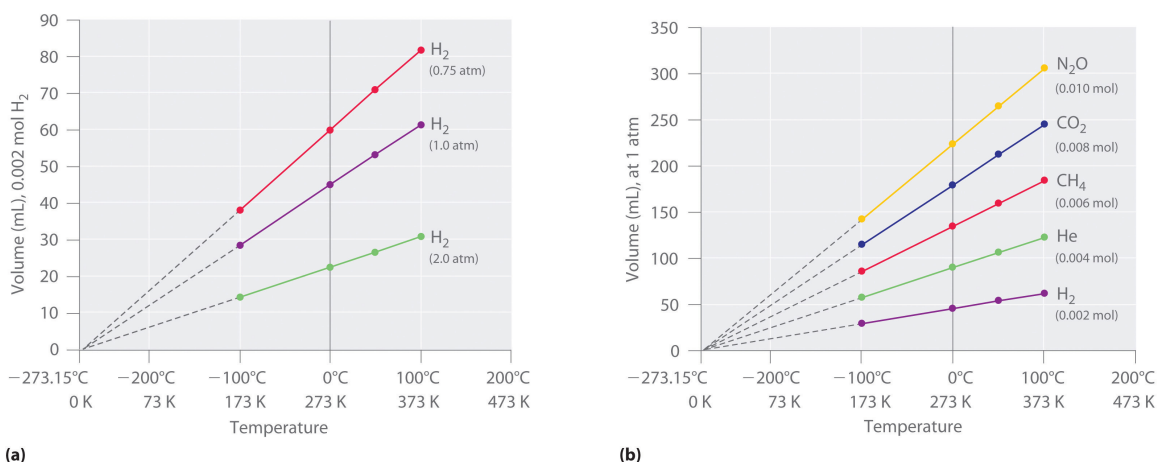 Volume (mL), 0.002 mol H₂
90
80
70
60
50
40
30
20
10
0
H₂
(0.75 atm)
H₂
(1.0 atm)
H₂
(2.0 atm)
−273.15°C −200°C −100°C 0°C 100°C 200°C
0 K 73 K 173 K 273 K 373 K 473 K
Temperature
(a)
Volume (mL), at 1 atm
350
300
250
200
150
100
50
0
N₂O
(0.010 mol)
CO₂
(0.008 mol)
CH₄
(0.006 mol)
He
(0.004 mol)
H₂
(0.002 mol)
−273.15°C −200°C −100°C 0°C 100°C 200°C
0 K 73 K 173 K 273 K 373 K 473 K
Temperature
(b)